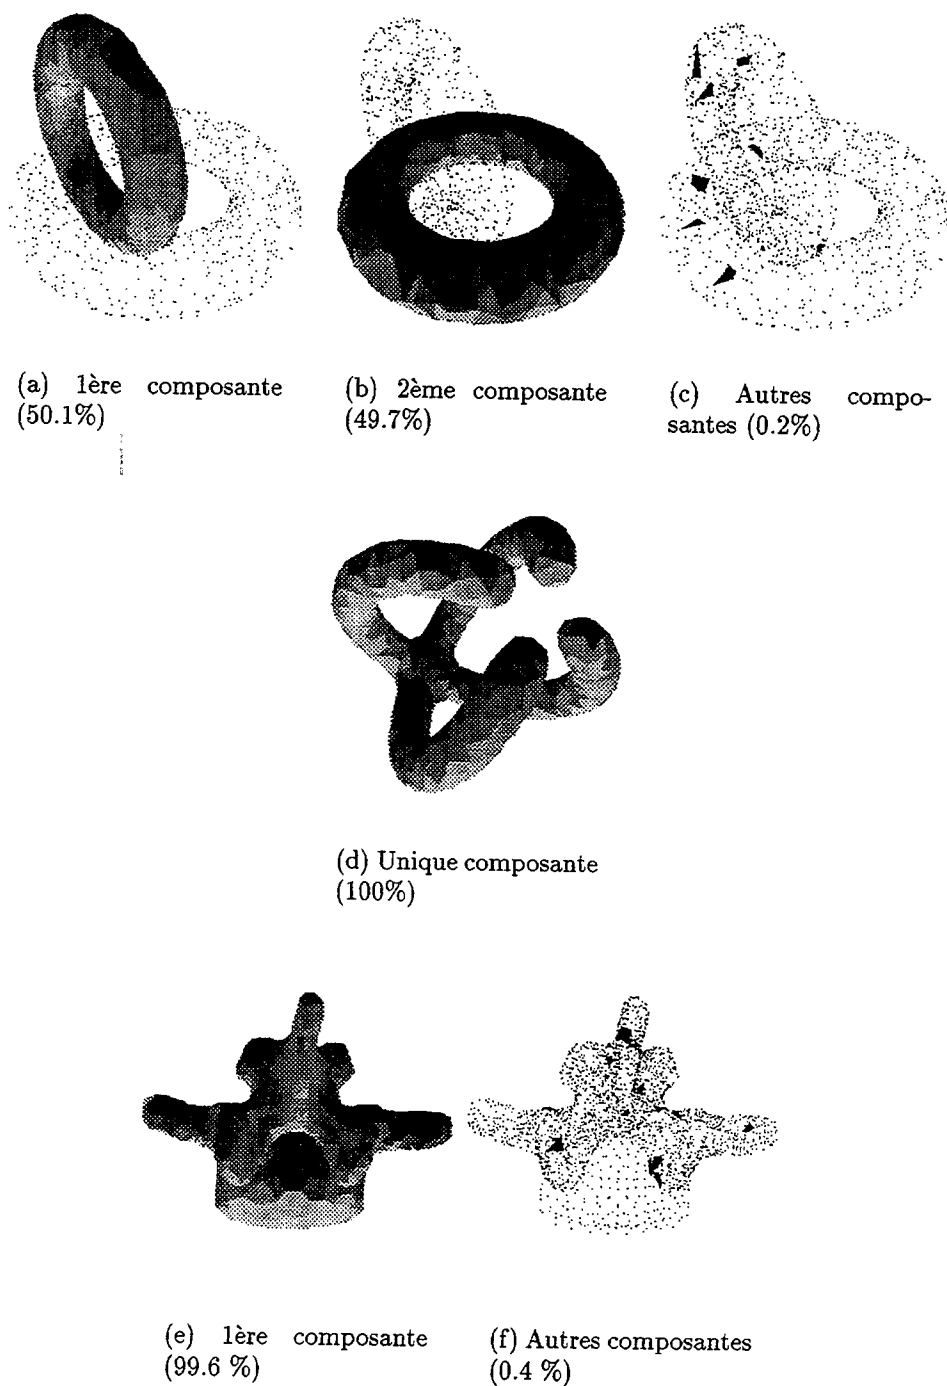 (a) 1ère composante
(50.1%)
(b) 2ème composante
(49.7%)
(c) Autres compo-
santes (0.2%)
(d) Unique composante
(100%)
(e) 1ère composante
(99.6 %)
(f) Autres composantes
(0.4 %)